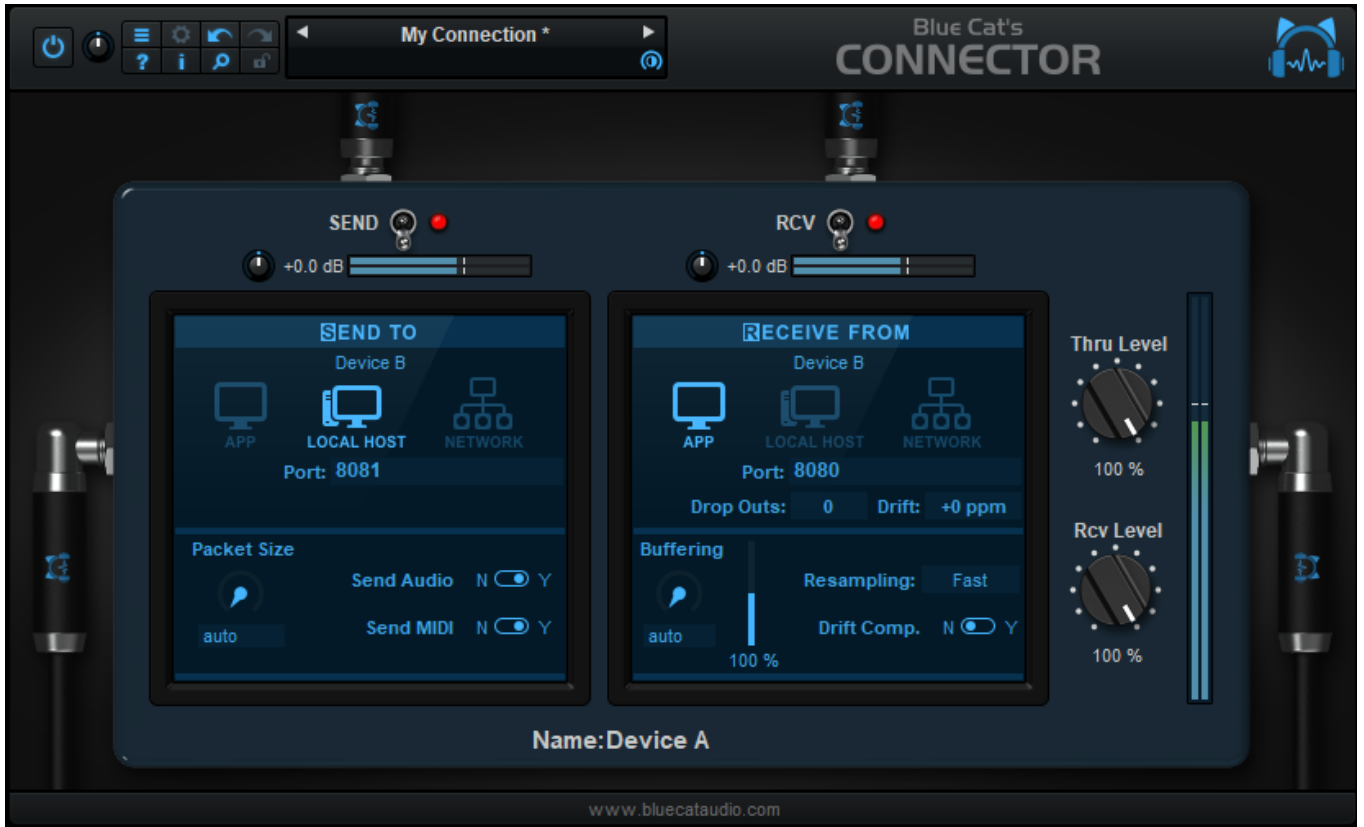 My Connection *
Blue Cat's
CONNECTOR
? i
SEND
RCV
+0.0 dB
+0.0 dB
SEND TO
Device B
APP
LOCAL HOST
NETWORK
Port: 8081
Packet Size
auto
Send Audio N Y
Send MIDI N Y
RECEIVE FROM
Device B
APP
LOCAL HOST
NETWORK
Port: 8080
Drop Outs: 0 Drift: +0 ppm
Buffering
auto
100 %
Resampling: Fast
Drift Comp. N Y
Thru Level
100 %
Rcv Level
100 %
Name:Device A
www.bluecataudio.com